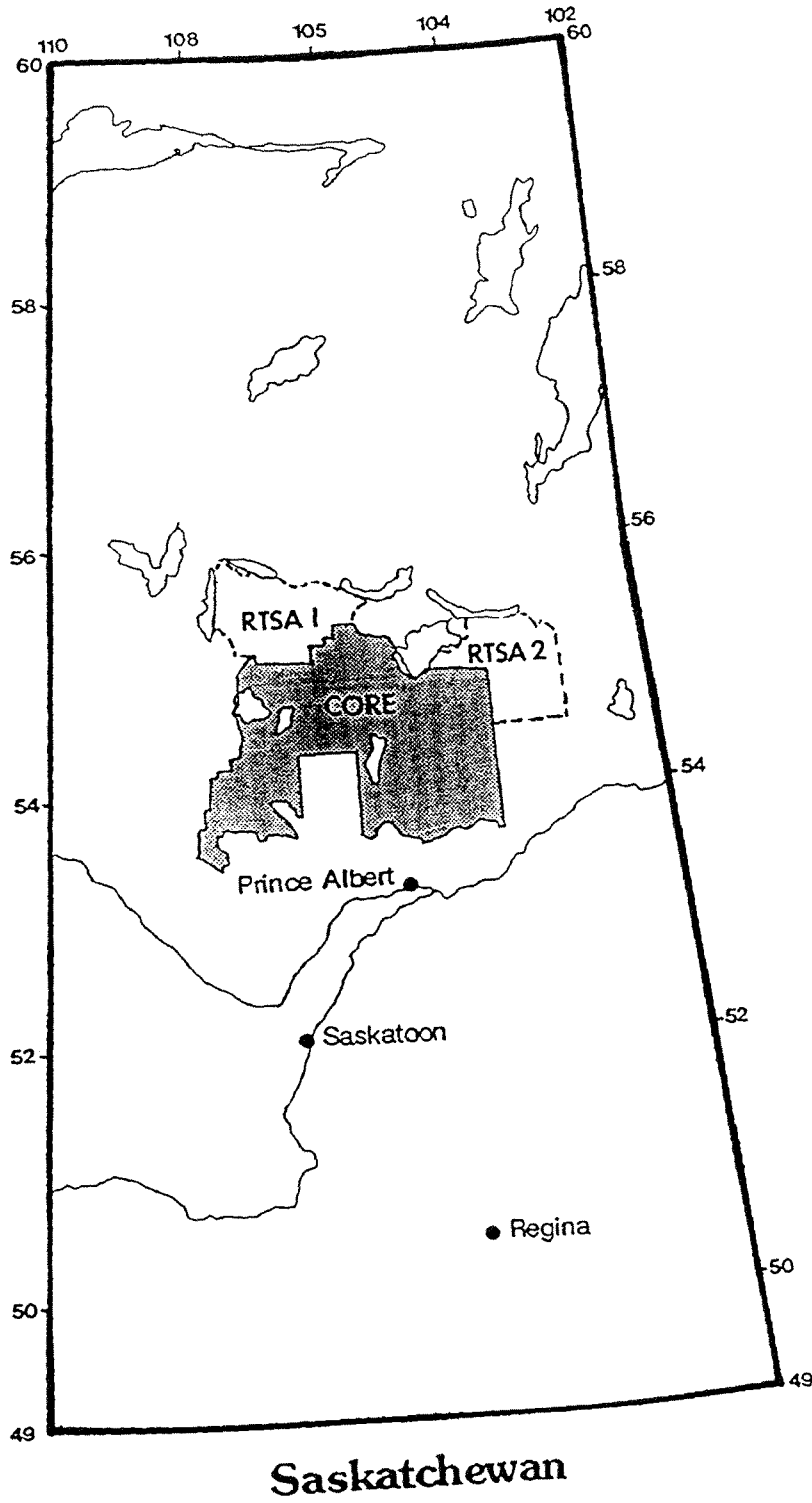 110 108 105 104 102
60 60
58 58
56 56
RTSA 1
RTSA 2
CORE
54 54
Prince Albert
52 52
Saskatoon
Regina
50 50
49 49
Saskatchewan